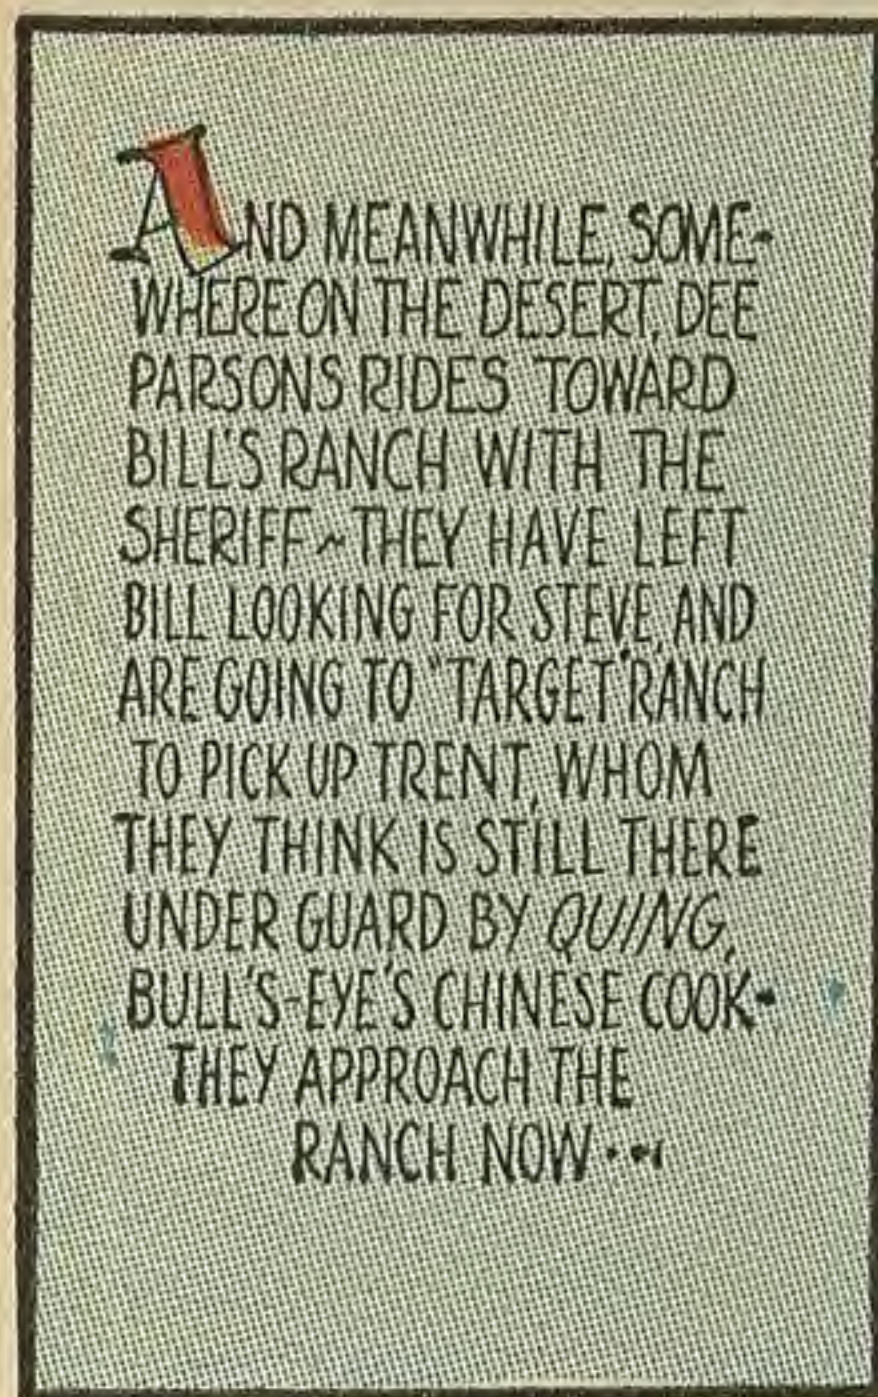 AND MEANWHILE, SOME-
WHERE ON THE DESERT, DEE
PARSONS RIDES TOWARD
BILL'S RANCH WITH THE
SHERIFF~THEY HAVE LEFT
BILL LOOKING FOR STEVE, AND
ARE GOING TO "TARGET" RANCH
TO PICK UP TRENT, WHOM
THEY THINK IS STILL THERE
UNDER GUARD BY QUING,
BULL'S-EYE'S CHINESE COOK-
THEY APPROACH THE
RANCH NOW...